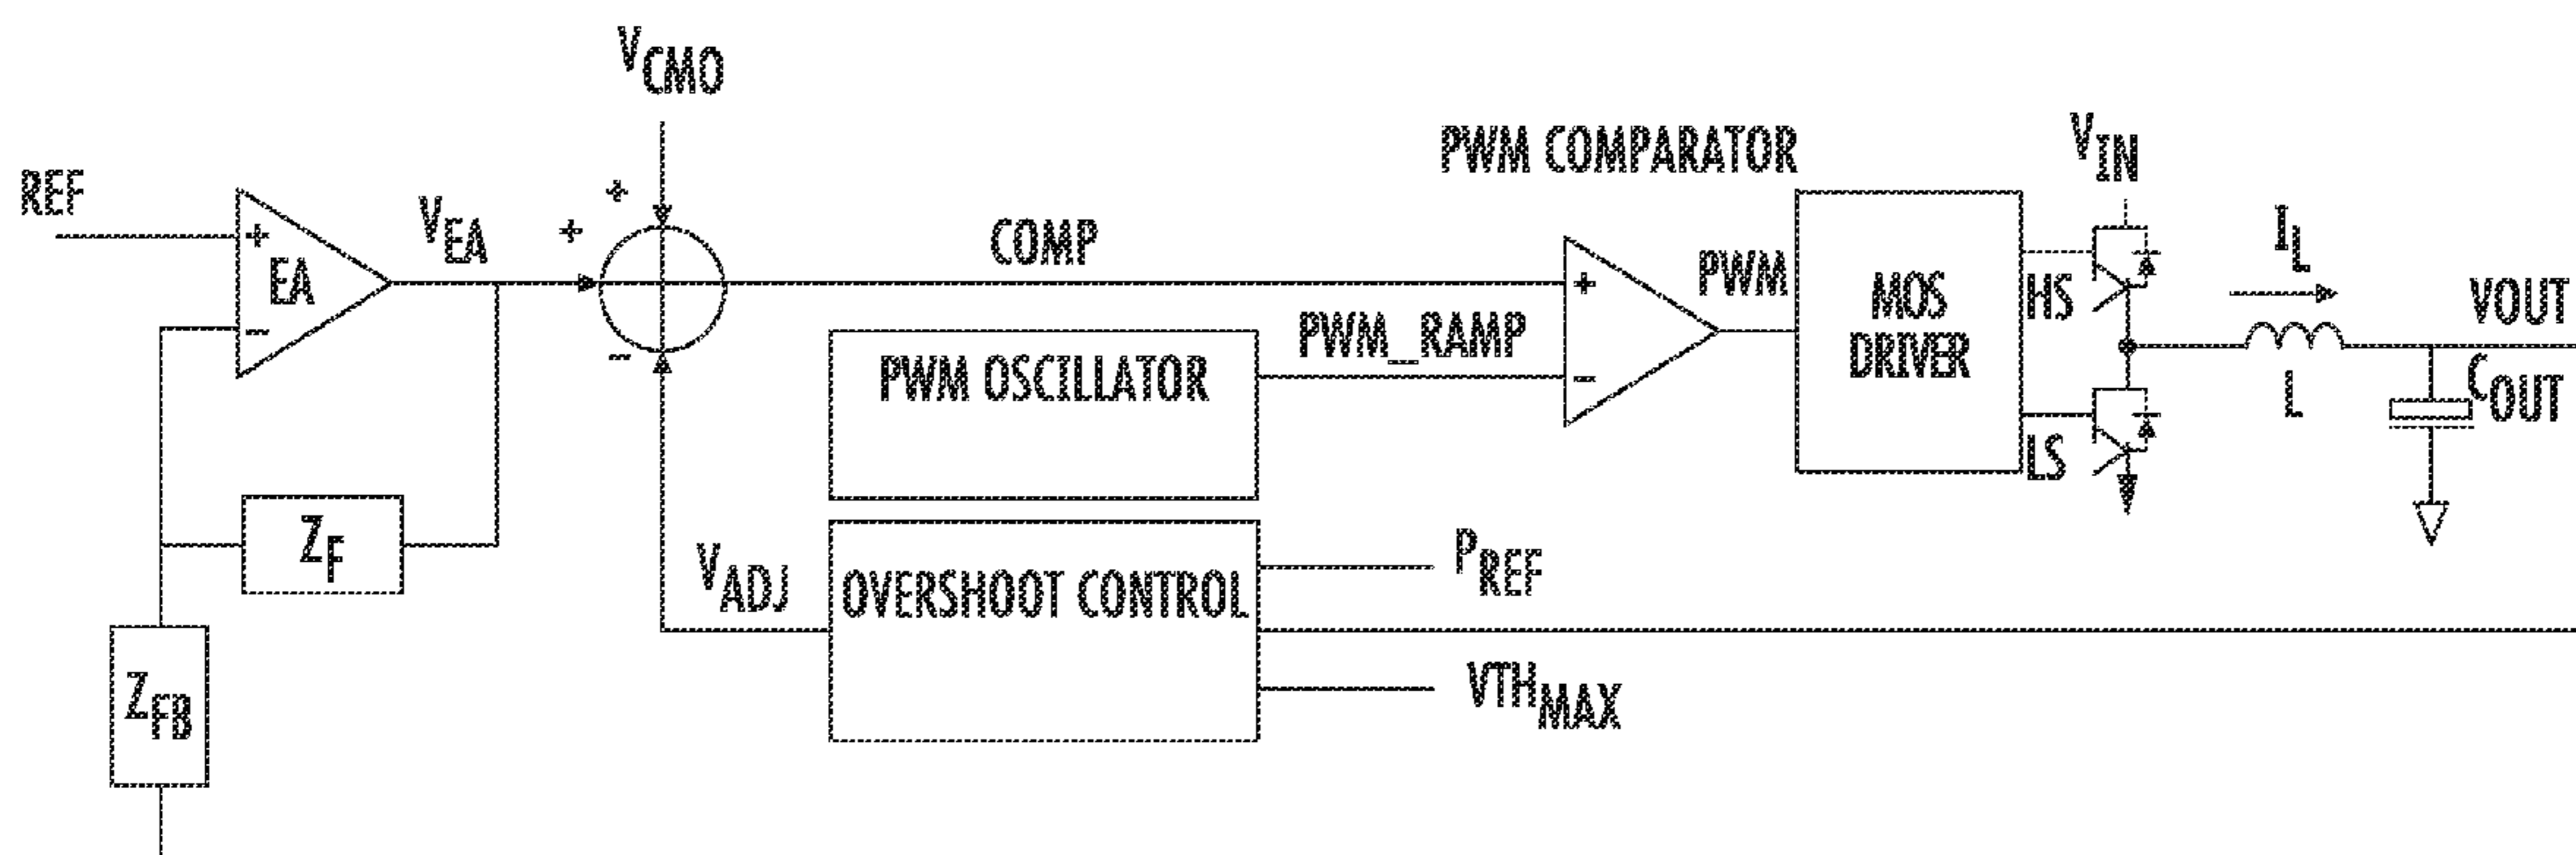 V_CMO
PWM COMPARATOR
V_IN
REF
+
EA
−
V_EA
+
+
−
COMP
PWM OSCILLATOR
PWM_RAMP
+
−
PWM
MOS
DRIVER
HS
LS
I_L
L
VOUT
C_OUT
Z_F
V_ADJ
OVERSHOOT CONTROL
P_REF
VTH_MAX
Z_FB